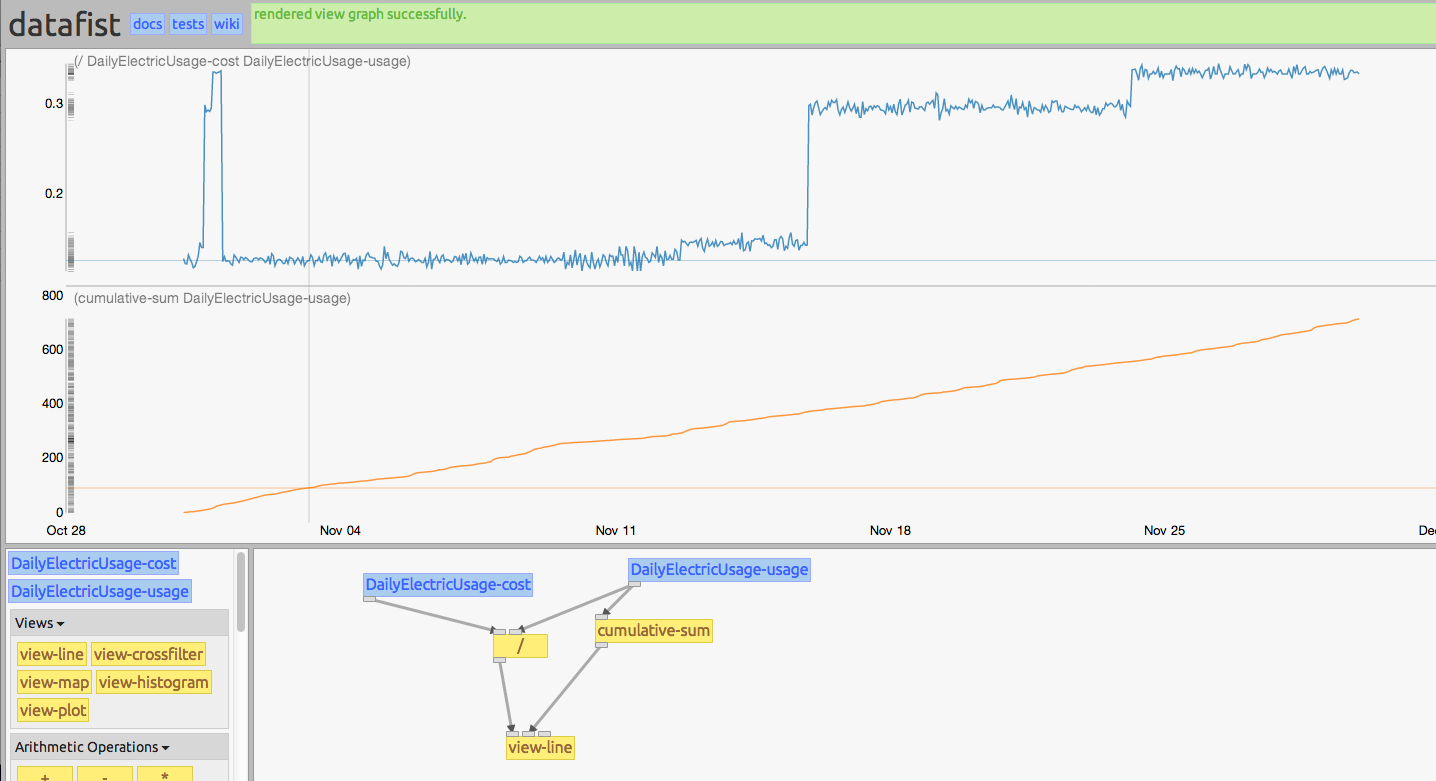 datafist docs tests wiki
rendered view graph successfully.
(/ DailyElectricUsage-cost DailyElectricUsage-usage)
0.3
0.2
(cumulative-sum DailyElectricUsage-usage)
800
600
400
200
0
Oct 28 Nov 04 Nov 11 Nov 18 Nov 25 Dec
DailyElectricUsage-cost
DailyElectricUsage-usage
Views
view-line view-crossfilter
view-map view-histogram
view-plot
Arithmetic Operations
+ - *
DailyElectricUsage-cost
DailyElectricUsage-usage
/
cumulative-sum
view-line